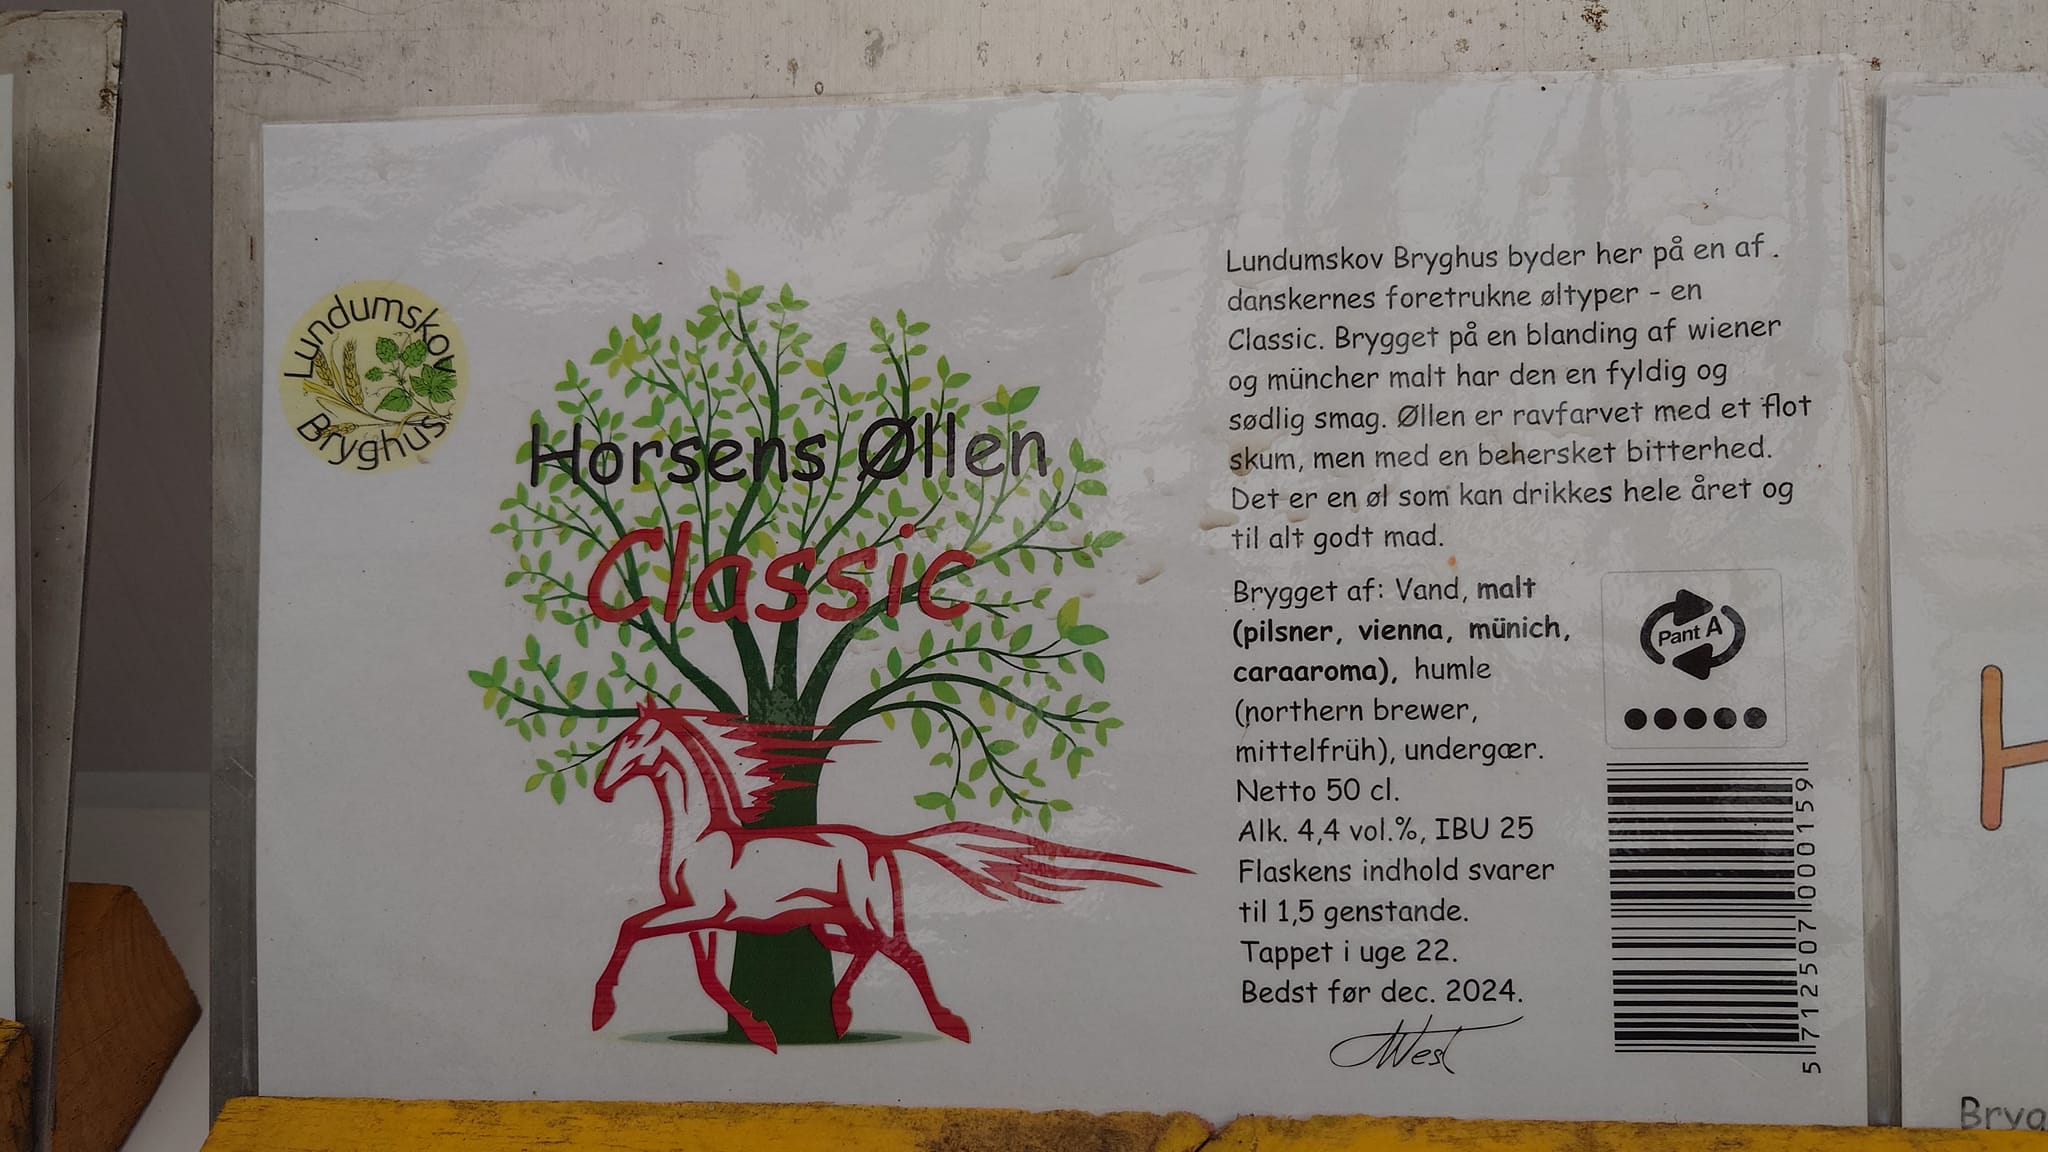 Lundumskov
Bryghus
Horsens Øllen
Classic
Lundumskov Bryghus byder her på en af .
danskernes foretrukne øltyper - en
Classic. Brygget på en blanding af wiener
og müncher malt har den en fyldig og
sødlig smag. Øllen er ravfarvet med et flot
skum, men med en behersket bitterhed.
Det er en øl som kan drikkes hele året og
til alt godt mad.
Brygget af: Vand, malt
(pilsner, vienna, münich,
caraaroma), humle
(northern brewer,
mittelfrüh), undergær.
Netto 50 cl.
Alk. 4,4 vol.%, IBU 25
Flaskens indhold svarer
til 1,5 genstande.
Tappet i uge 22.
Bedst før dec. 2024.
West
Pant A
5 712507 000159
H
Bryg